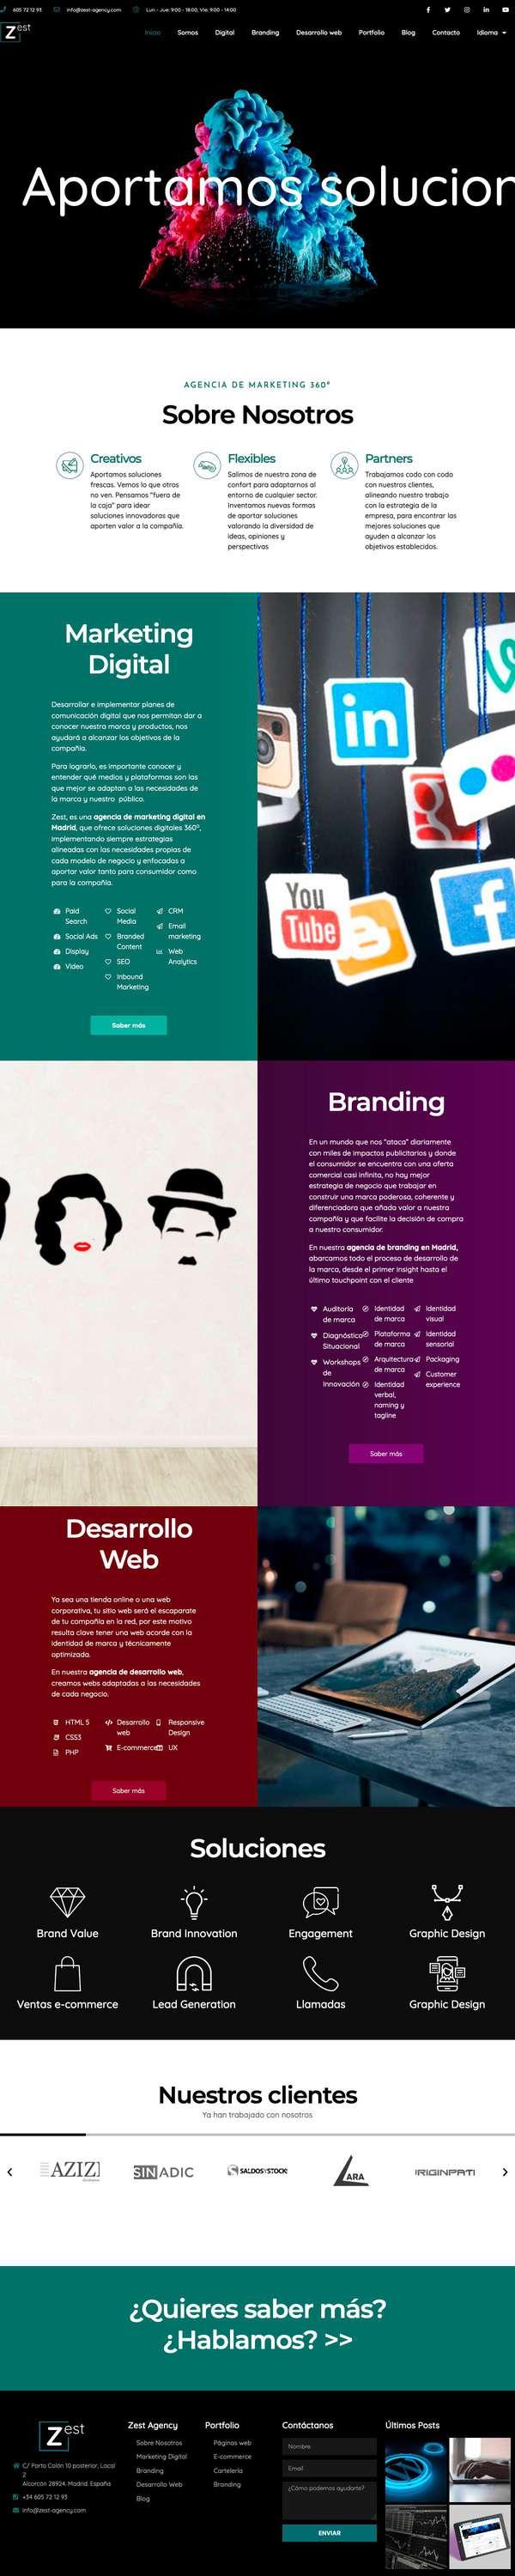 605 72 12 93 info@zest-agency.com Lun - Jue: 9:00 - 18:00, Vie: 9:00 - 14:00
Zest
Inicio Somos Digital Branding Desarrollo web Portfolio Blog Contacto Idioma
Aportamos solucion
AGENCIA DE MARKETING 360º
Sobre Nosotros
Creativos
Aportamos soluciones
frescas. Vemos lo que otros
no ven. Pensamos "fuera de
la caja" para idear
soluciones innovadoras que
aporten valor a la compañía.
Flexibles
Salimos de nuestra zona de
confort para adaptarnos al
entorno de cualquier sector.
Inventamos nuevas formas
de aportar soluciones
valorando la diversidad de
ideas, opiniones y
perspectivas
Partners
Trabajamos codo con codo
con nuestros clientes,
alineando nuestro trabajo
con la estrategia de la
empresa, para encontrar las
mejores soluciones que
ayuden a alcanzar los
objetivos establecidos.
Marketing
Digital
Desarrollar e implementar planes de
comunicación digital que nos permitan dar a
conocer nuestra marca y productos, nos
ayudará a alcanzar los objetivos de la
compañía.
Para lograrlo, es importante conocer y
entender qué medios y plataformas son las
que mejor se adaptan a las necesidades de
la marca y nuestro público.
Zest, es una agencia de marketing digital en
Madrid, que ofrece soluciones digitales 360º,
implementando siempre estrategias
alineadas con las necesidades propias de
cada modelo de negocio y enfocadas a
aportar valor tanto para consumidor como
para la compañía.
Paid
Search
Social Ads
Display
Video
Social
Media
Branded
Content
SEO
Inbound
Marketing
CRM
Email
marketing
Web
Analytics
Saber más
in
You
Tube
f
Branding
En un mundo que nos "ataca" diariamente
con miles de impactos publicitarios y donde
el consumidor se encuentra con una oferta
comercial casi infinita, no hay mejor
estrategia de negocio que trabajar en
construir una marca poderosa, coherente y
diferenciadora que añada valor a nuestra
compañía y que facilite la decisión de compra
a nuestro consumidor.
En nuestra agencia de branding en Madrid,
abarcamos todo el proceso de desarrollo de
la marca, desde el primer insight hasta el
último touchpoint con el cliente
Auditoría
de marca
Diagnóstico
Situacional
Workshops
de
Innovación
Identidad
de marca
Plataforma
de marca
Arquitectura
de marca
Identidad
verbal,
naming y
tagline
Identidad
visual
Identidad
sensorial
Packaging
Customer
experience
Saber más
Desarrollo
Web
Ya sea una tienda online o una web
corporativa, tu sitio web será el escaparate
de tu compañía en la red, por este motivo
resulta clave tener una web acorde con la
identidad de marca y técnicamente
optimizada.
En nuestra agencia de desarrollo web,
creamos webs adaptadas a las necesidades
de cada negocio.
HTML 5
CSS3
PHP
Desarrollo
web
E-commerce
Responsive
Design
UX
Saber más
Soluciones
Brand Value Brand Innovation Engagement Graphic Design
Ventas e-commerce Lead Generation Llamadas Graphic Design
Nuestros clientes
Ya han trabajado con nosotros
AZIZI SINADIC SALDOSYSTOCKS LARA
¿Quieres saber más?
¿Hablamos? >>
Zest
C/ Porto Colón 10 posterior, Local
2
Alcorcón 28924. Madrid. España
+34 605 72 12 93
info@zest-agency.com
Zest Agency
Sobre Nosotros
Marketing Digital
Branding
Desarrollo Web
Blog
Portfolio
Páginas web
E-commerce
Cartelería
Branding
Contáctanos
Nombre
Email
¿Cómo podemos ayudarte?
ENVIAR
Últimos Posts